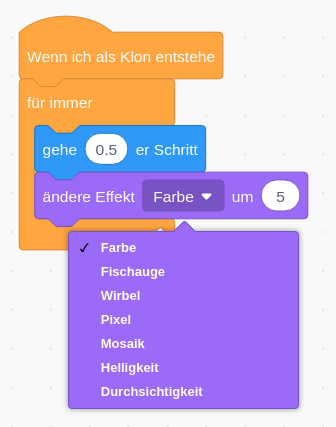 Wenn ich als Klon entstehe
für immer
gehe 0.5 er Schritt
ändere Effekt Farbe um 5
Farbe
Fischauge
Wirbel
Pixel
Mosaik
Helligkeit
Durchsichtigkeit